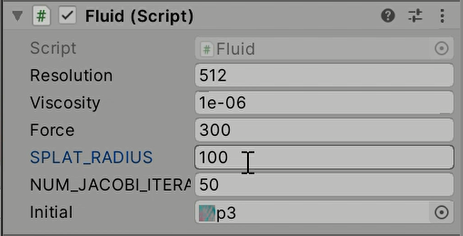 Fluid (Script)
Script Fluid
Resolution 512
Viscosity 1e-06
Force 300
SPLAT_RADIUS 100
NUM_JACOBI_ITERA 50
Initial p3